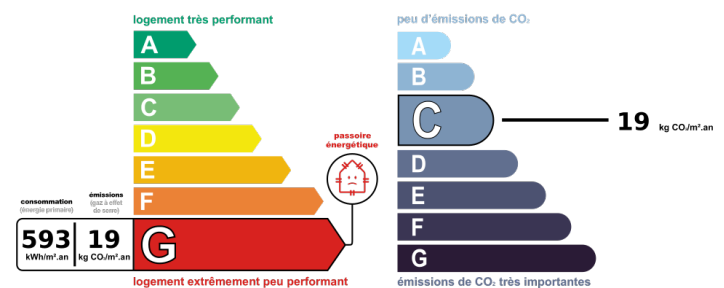 logement très performant
A
B
C
D
E
F
G
passoire
énergétique
consommation
(énergie primaire)
émissions
(gaz à effet
de serre)
593
kWh/m².an
19
kg CO₂/m².an
logement extrêmement peu performant
peu d'émissions de CO₂
A
B
C
D
E
F
G
19
kg CO₂/m².an
émissions de CO₂ très importantes